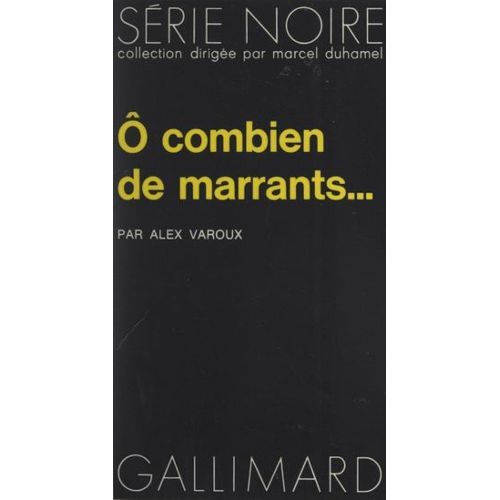 SÉRIE NOIRE
collection dirigée par marcel duhamel
Ô combien
de marrants...
PAR ALEX VAROUX
GALLIMARD